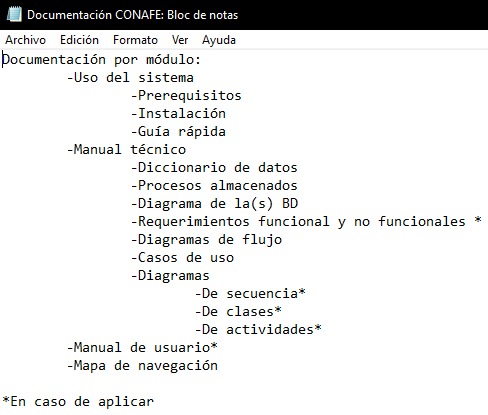 Documentación CONAFE: Bloc de notas
Archivo Edición Formato Ver Ayuda
Documentación por módulo:
-Uso del sistema
-Prerequisitos
-Instalación
-Guía rápida
-Manual técnico
-Diccionario de datos
-Procesos almacenados
-Diagrama de la(s) BD
-Requerimientos funcional y no funcionales *
-Diagramas de flujo
-Casos de uso
-Diagramas
-De secuencia*
-De clases*
-De actividades*
-Manual de usuario*
-Mapa de navegación
*En caso de aplicar